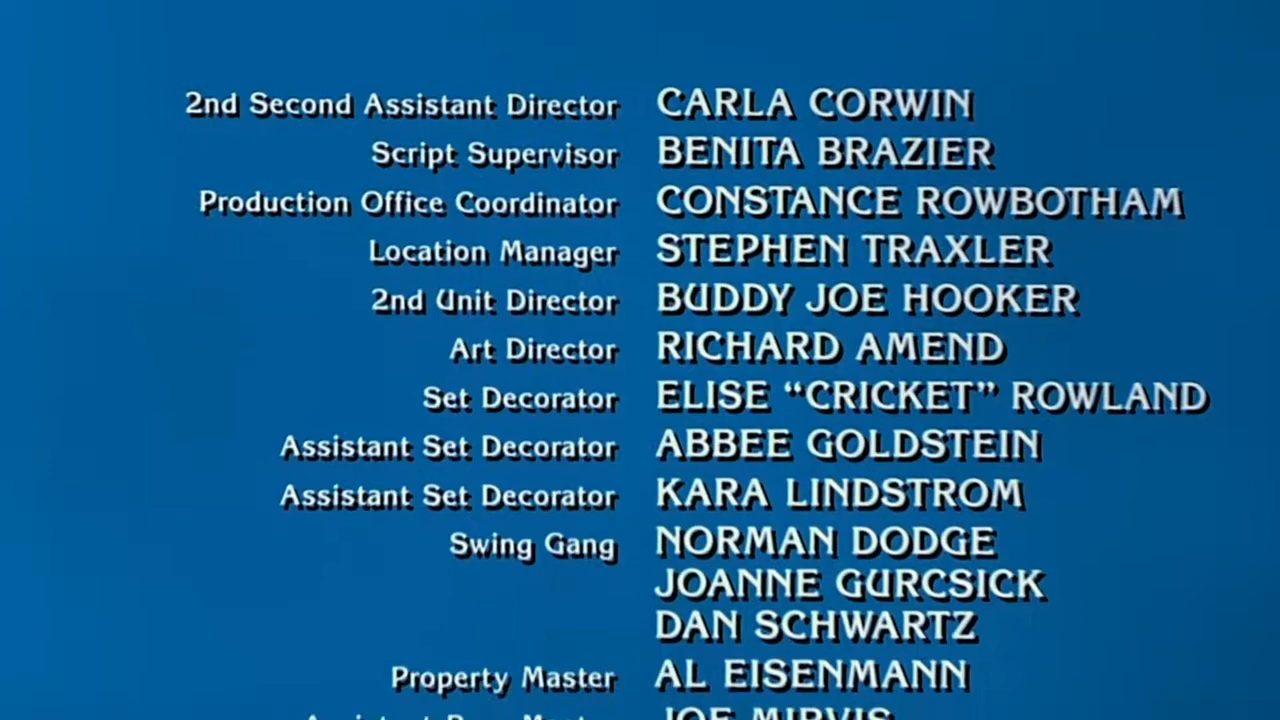 2nd Second Assistant Director CARLA CORWIN
Script Supervisor BENITA BRAZIER
Production Office Coordinator CONSTANCE ROWBOTHAM
Location Manager STEPHEN TRAXLER
2nd Unit Director BUDDY JOE HOOKER
Art Director RICHARD AMEND
Set Decorator ELISE “CRICKET” ROWLAND
Assistant Set Decorator ABBEE GOLDSTEIN
Assistant Set Decorator KARA LINDSTROM
Swing Gang NORMAN DODGE
JOANNE GURCSICK
DAN SCHWARTZ
Property Master AL EISENMANN
JOE MIRVIS